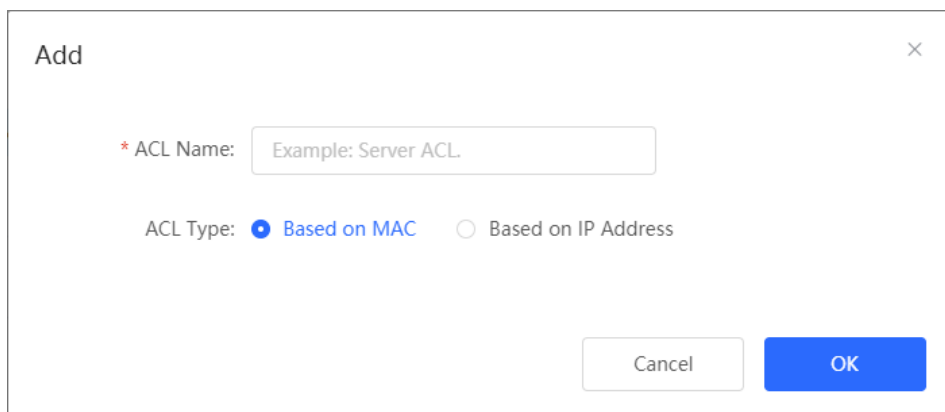 Add
* ACL Name: Example: Server ACL.
ACL Type: Based on MAC Based on IP Address
Cancel OK